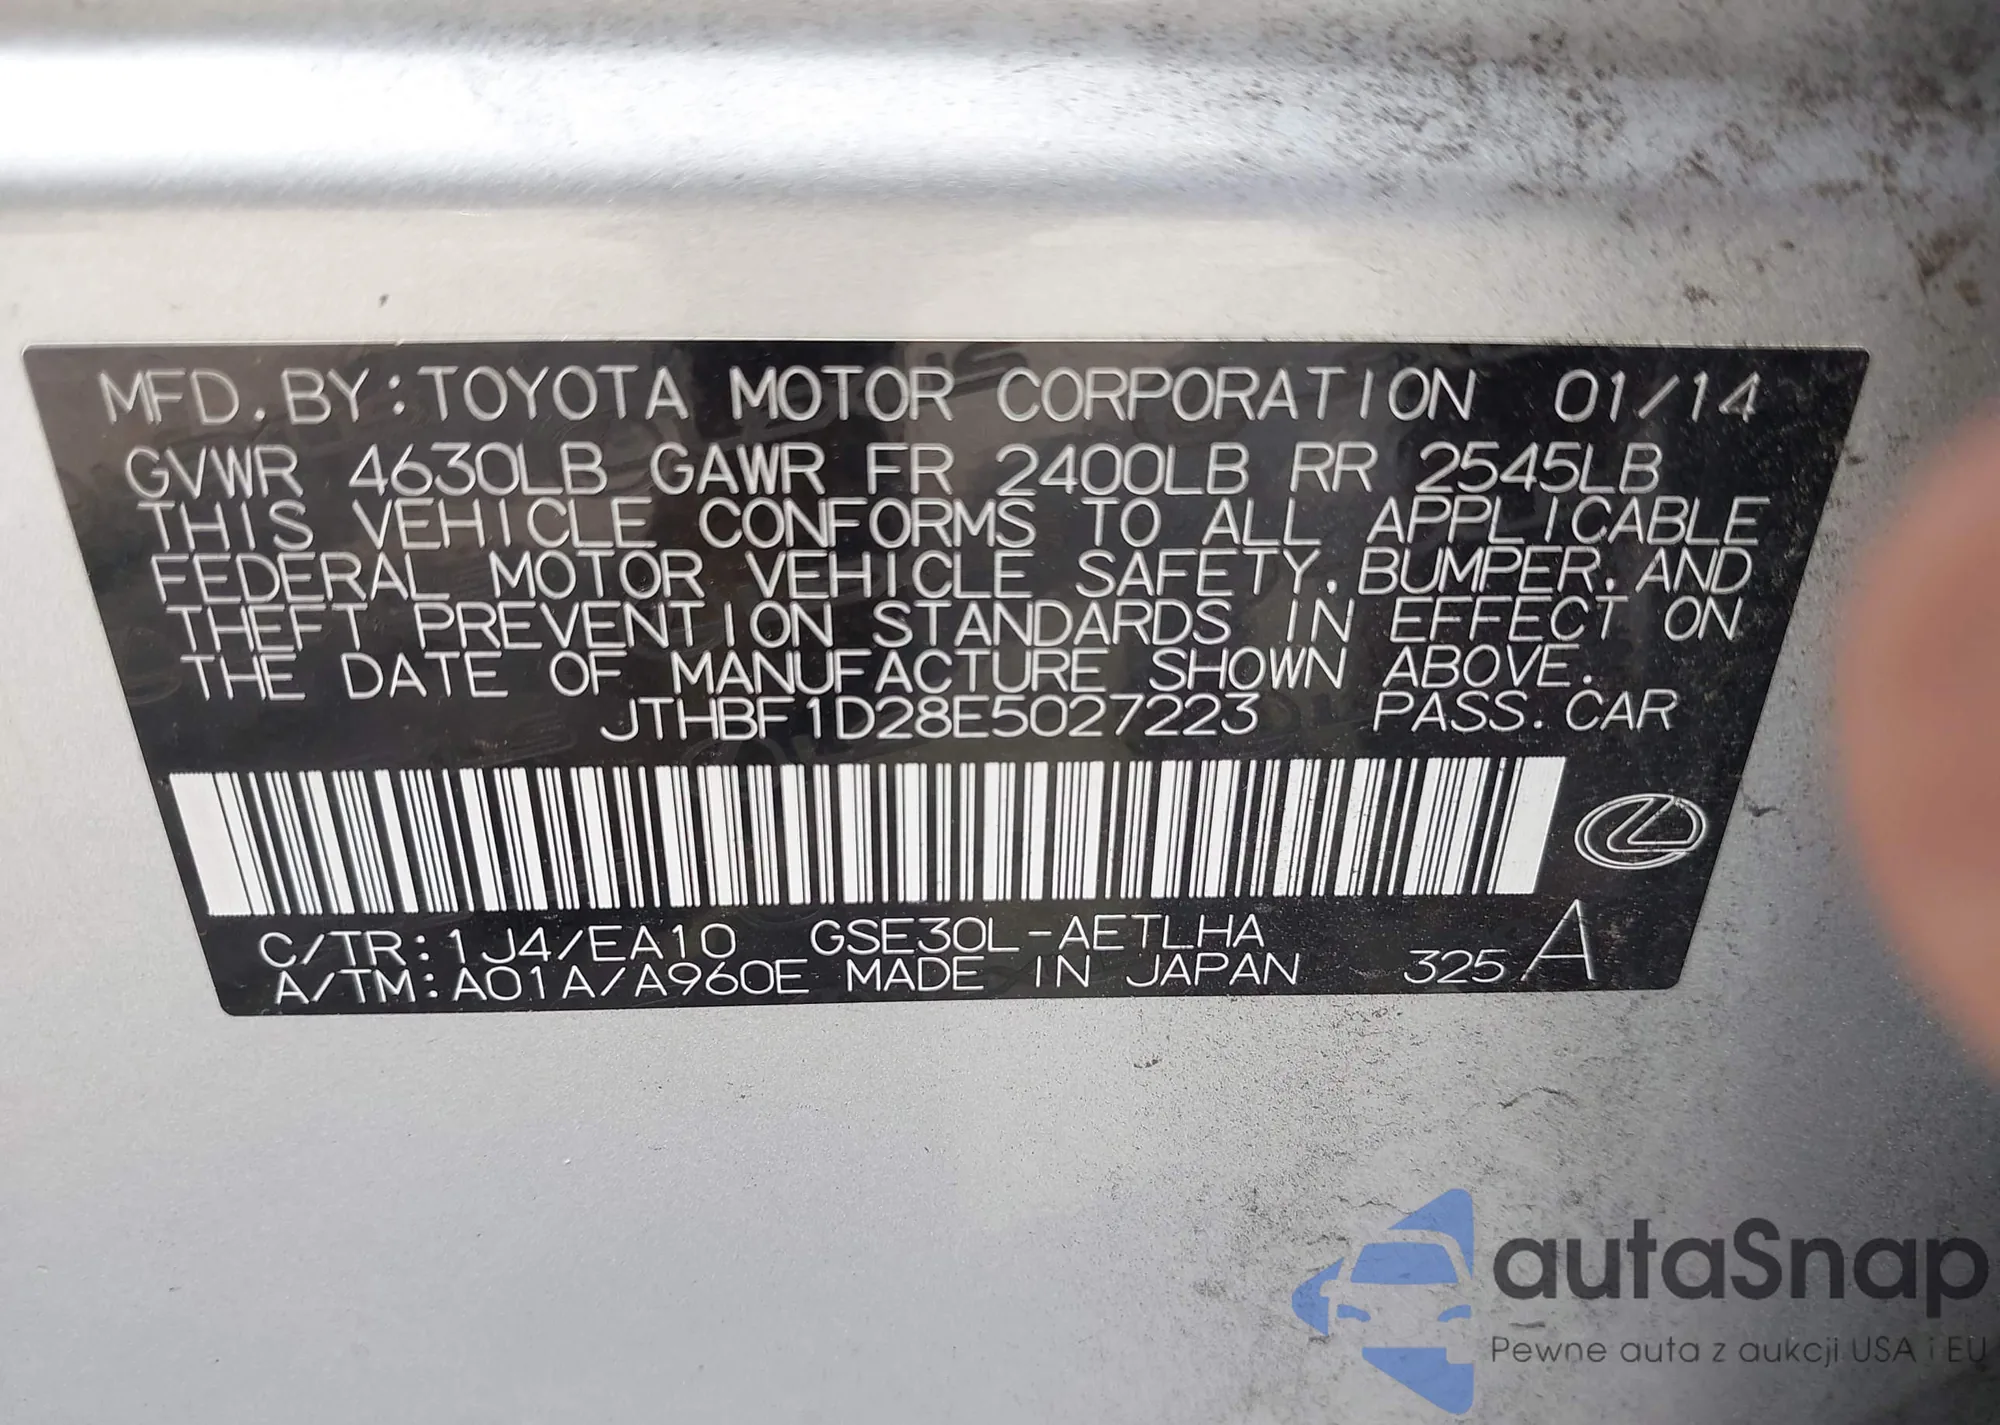 MFD. BY: TOYOTA MOTOR CORPORATION 01/14
GVWR 4630LB GAWR FR 2400LB RR 2545LB
THIS VEHICLE CONFORMS TO ALL APPLICABLE
FEDERAL MOTOR VEHICLE SAFETY, BUMPER, AND
THEFT PREVENTION STANDARDS IN EFFECT ON
THE DATE OF MANUFACTURE SHOWN ABOVE.
JTHBF1D28E5027223 PASS. CAR
C/TR: 1J4/EA10 GSE30L-AETLHA
A/TM: A01A/A960E MADE IN JAPAN 325 A
autaSnap
Pewne auta z aukcji USA i EU